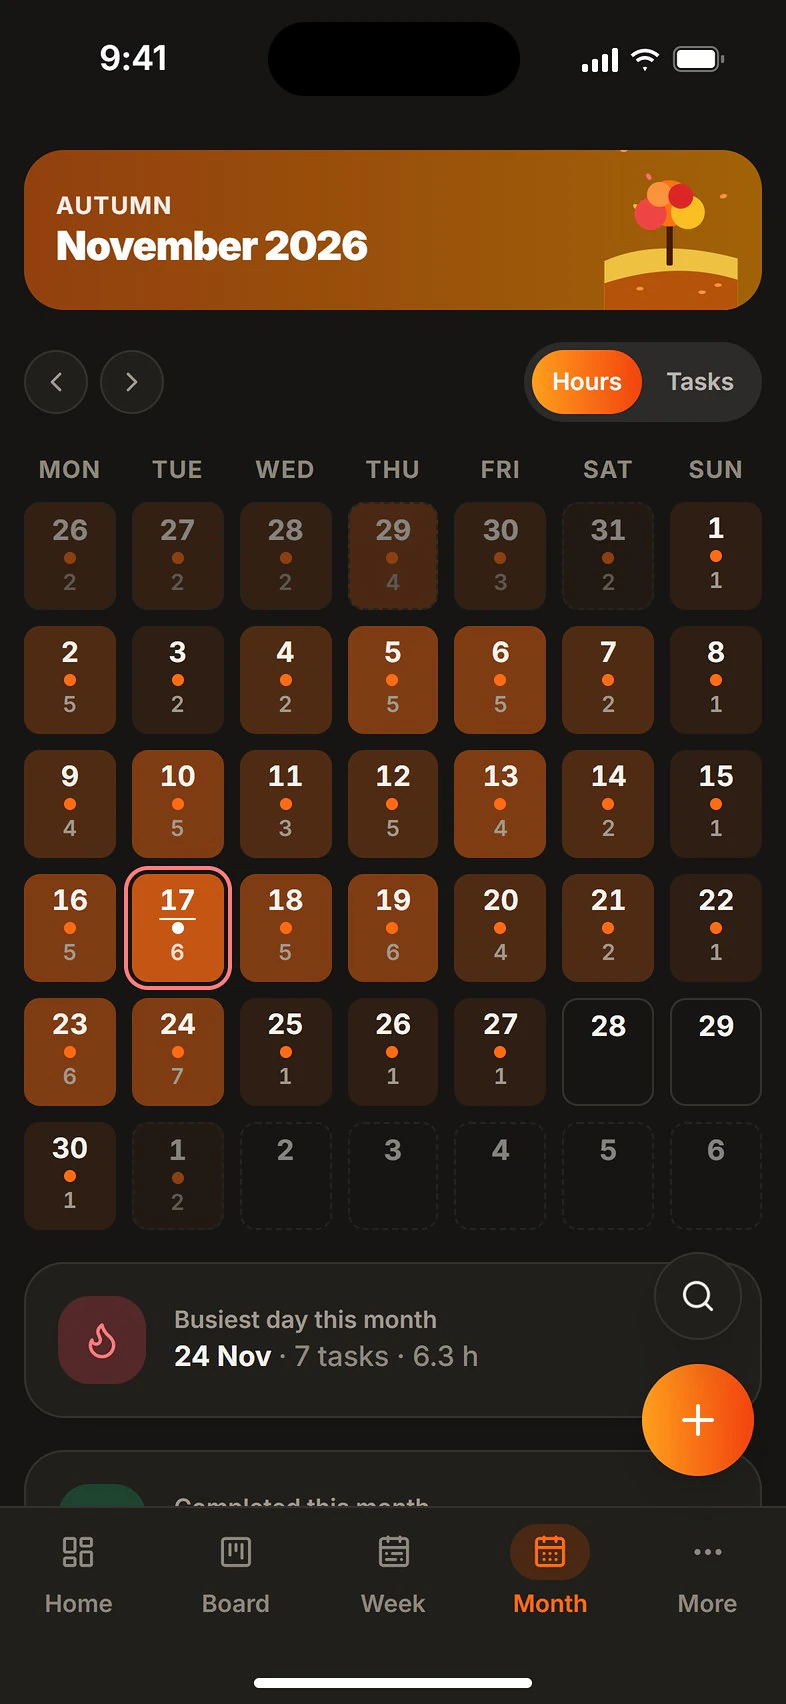 9:41
AUTUMN
November 2026
Hours Tasks
MON TUE WED THU FRI SAT SUN
26 27 28 29 30 31 1
2 2 2 4 3 2 1
2 3 4 5 6 7 8
5 2 2 5 5 2 1
9 10 11 12 13 14 15
4 5 3 5 4 2 1
16 17 18 19 20 21 22
5 6 5 6 4 2 1
23 24 25 26 27 28 29
6 7 1 1 1
30 1 2 3 4 5 6
1 2
Busiest day this month
24 Nov · 7 tasks · 6.3 h
Completed this month
Home Board Week Month More